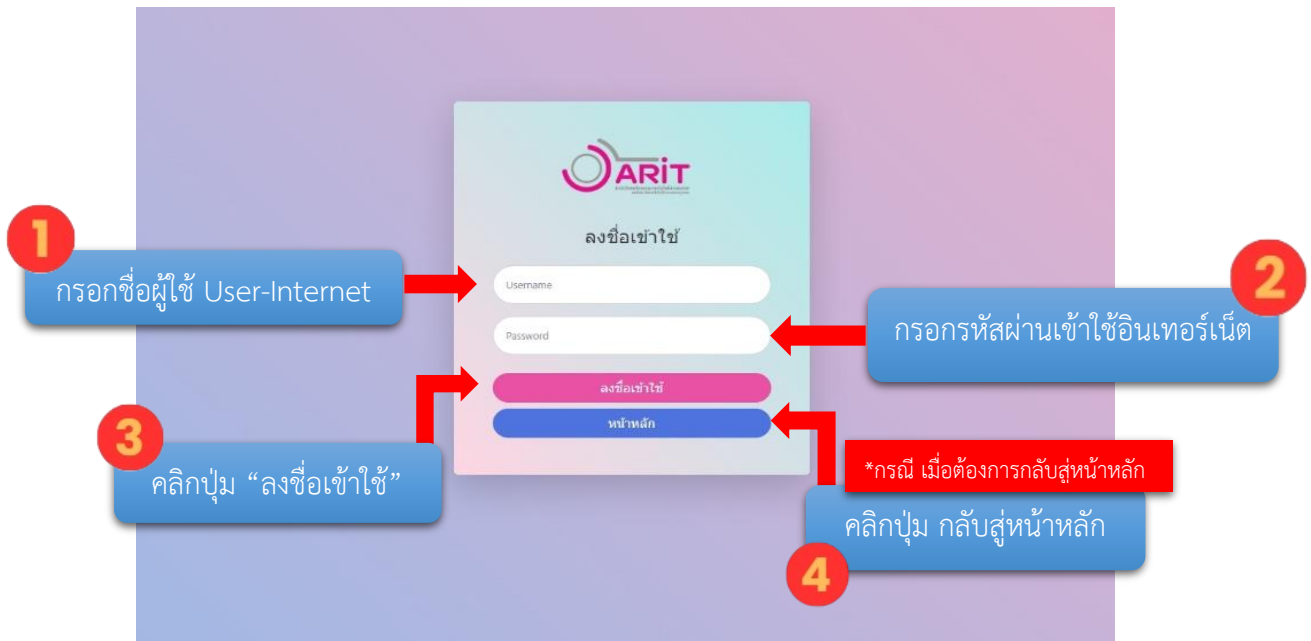 ARiT
ลงชื่อเข้าใช้
1
กรอกชื่อผู้ใช้ User-Internet
Username
2
กรอกรหัสผ่านเข้าใช้อินเทอร์เน็ต
Password
ลงชื่อเข้าใช้
หน้าหลัก
3
คลิกปุ่ม “ลงชื่อเข้าใช้”
*กรณี เมื่อต้องการกลับสู่หน้าหลัก
คลิกปุ่ม กลับสู่หน้าหลัก
4